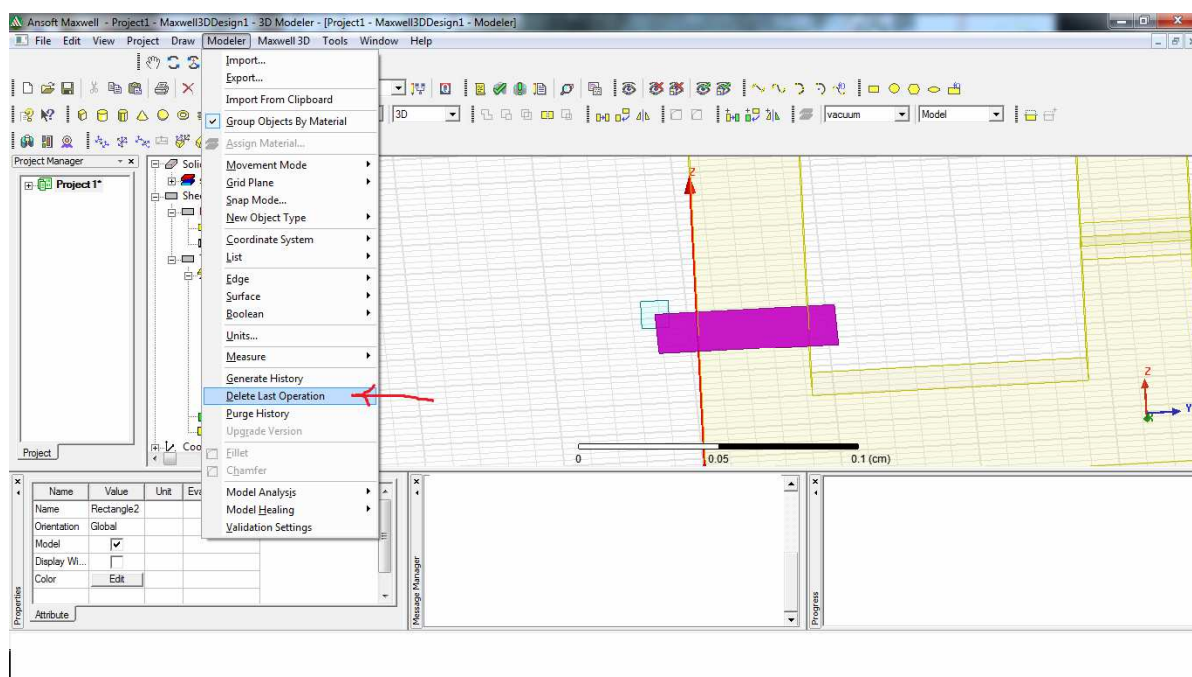 Ansoft Maxwell - Project1 - Maxwell3DDesign1 - 3D Modeler - [Project1 - Maxwell3DDesign1 - Modeler]
File Edit View Project Draw Modeler Maxwell 3D Tools Window Help
Import...
Export...
Import From Clipboard
Group Objects By Material
Assign Material...
Movement Mode
Grid Plane
Snap Mode...
New Object Type
Coordinate System
List
Edge
Surface
Boolean
Units...
Measure
Generate History
Delete Last Operation
Purge History
Upgrade Version
Fillet
Chamfer
Model Analysis
Model Healing
Validation Settings
3D
vacuum
Model
Project Manager
Project1*
Project
Soli
She
Coo
Z
0 0.05 0.1 (cm)
Z
Y
Name Value Unit Eva
Name Rectangle2
Orientation Global
Model
Display Wi...
Color Edit
Attribute
Properties
Message Manager
Progress